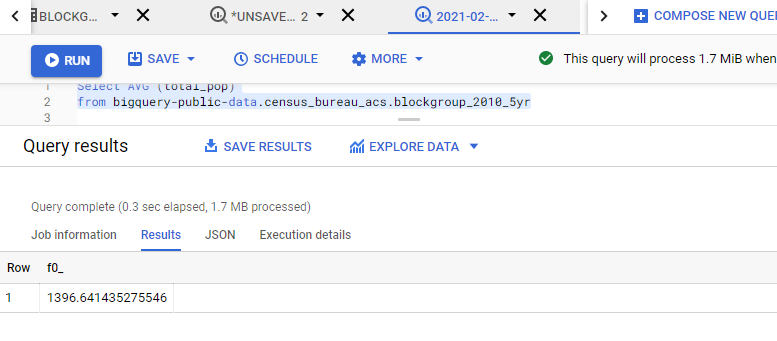 BLOCKG... *UNSAVE... 2 2021-02-... COMPOSE NEW QUE
RUN SAVE SCHEDULE MORE This query will process 1.7 MiB when
1 Select AVG (total_pop)
2 from bigquery-public-data.census_bureau_acs.blockgroup_2010_5yr
3
Query results SAVE RESULTS EXPLORE DATA
Query complete (0.3 sec elapsed, 1.7 MB processed)
Job information Results JSON Execution details
Row f0_
1 1396.641435275546